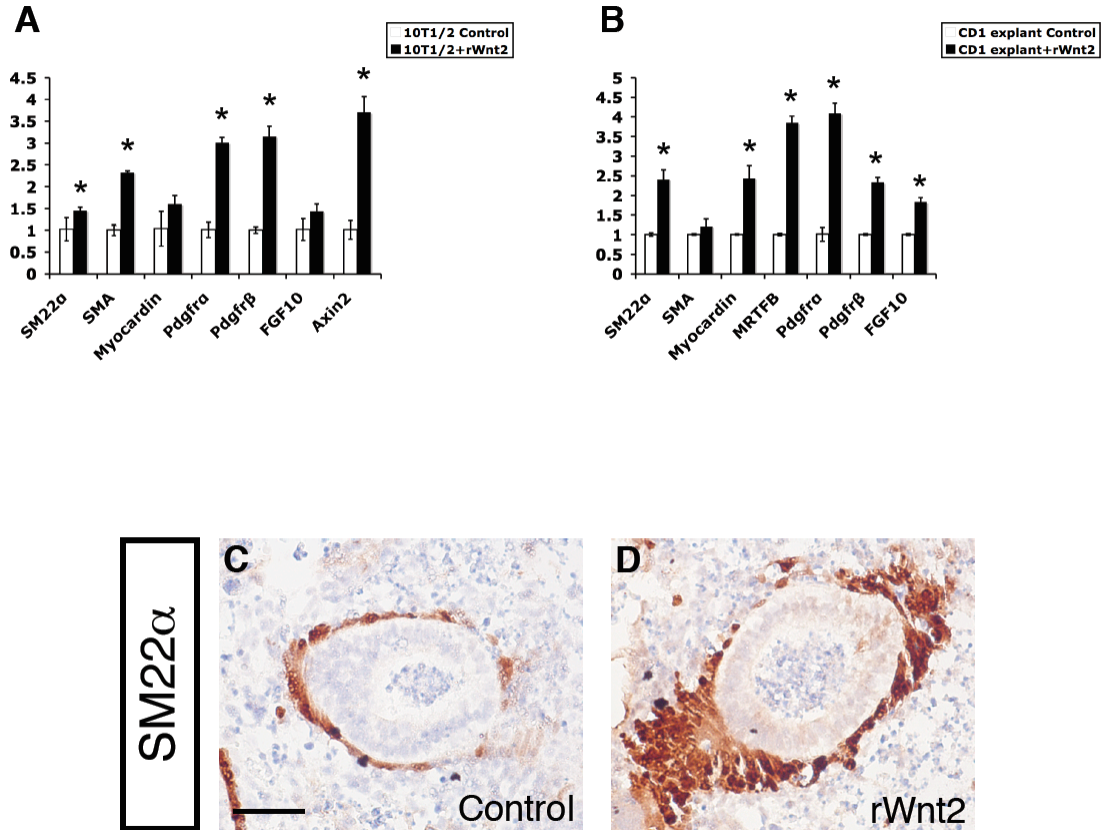 A
10T1/2 Control
10T1/2+rWnt2
4.5
4
3.5
3
2.5
2
1.5
1
0.5
0
*
*
*
*
*
SM22α
SMA
Myocardin
Pdgfrα
Pdgfrβ
FGF10
Axin2
B
CD1 explant Control
CD1 explant+rWnt2
5
4.5
4
3.5
3
2.5
2
1.5
1
0.5
0
*
*
*
*
*
*
SM22α
SMA
Myocardin
MRTFB
Pdgfrα
Pdgfrβ
FGF10
SM22α
C
Control
D
rWnt2